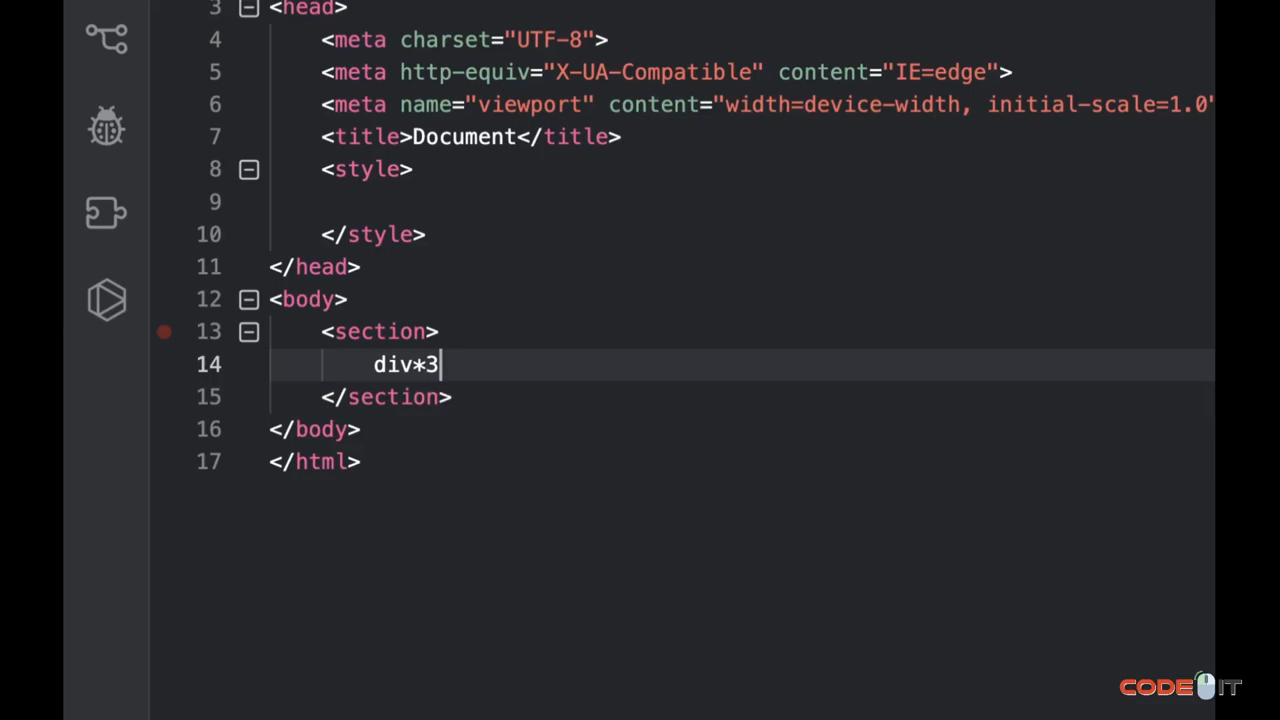 3 <head>
4 <meta charset="UTF-8">
5 <meta http-equiv="X-UA-Compatible" content="IE=edge">
6 <meta name="viewport" content="width=device-width, initial-scale=1.0"
7 <title>Document</title>
8 <style>
9
10 </style>
11 </head>
12 <body>
13 <section>
14 div*3
15 </section>
16 </body>
17 </html>
CODE IT